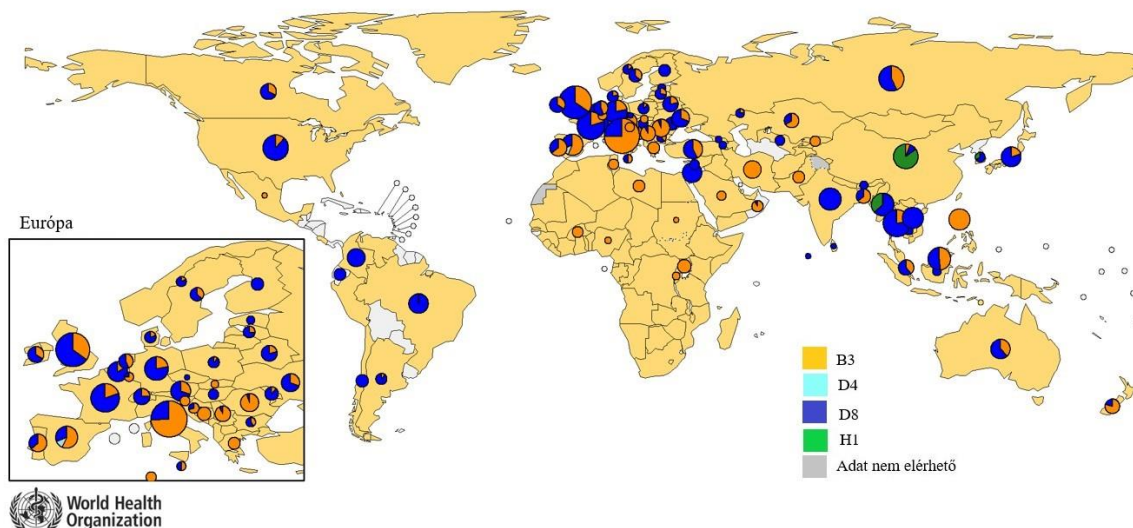 Európa
B3
D4
D8
H1
Adat nem elérhető
World Health
Organization